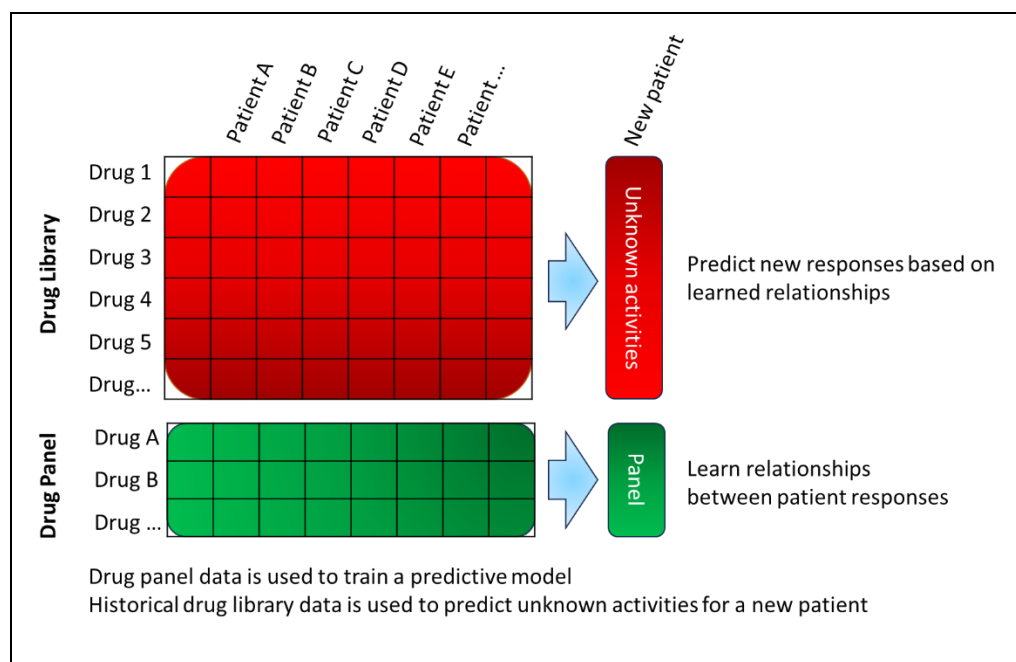 Patient A
Patient B
Patient C
Patient D
Patient E
Patient ...
New patient
Drug Library
Drug 1
Drug 2
Drug 3
Drug 4
Drug 5
Drug...
Unknown activities
Predict new responses based on
learned relationships
Drug Panel
Drug A
Drug B
Drug ...
Panel
Learn relationships
between patient responses
Drug panel data is used to train a predictive model
Historical drug library data is used to predict unknown activities for a new patient